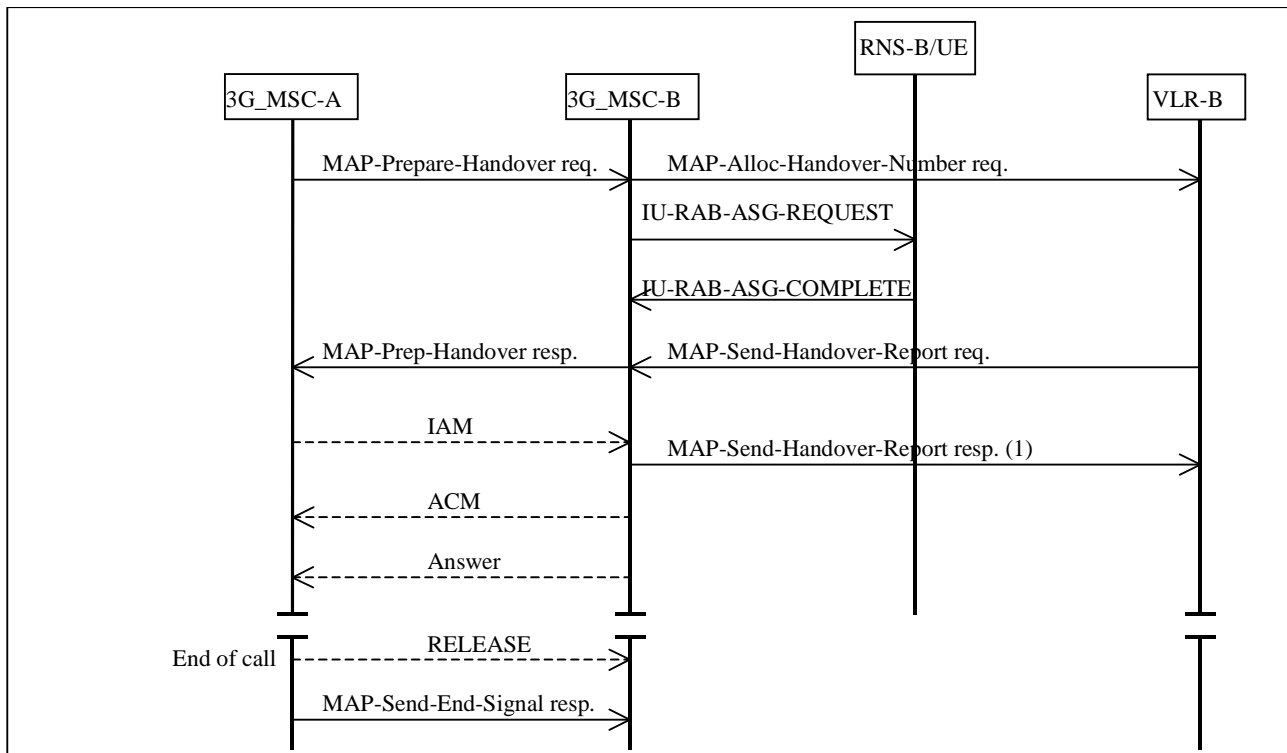 RNS-B/UE
3G_MSC-A
3G_MSC-B
VLR-B
MAP-Prepare-Handover req.
MAP-Alloc-Handover-Number req.
IU-RAB-ASG-REQUEST
IU-RAB-ASG-COMPLETE
MAP-Prep-Handover resp.
MAP-Send-Handover-Report req.
IAM
MAP-Send-Handover-Report resp. (1)
ACM
Answer
RELEASE
End of call
MAP-Send-End-Signal resp.